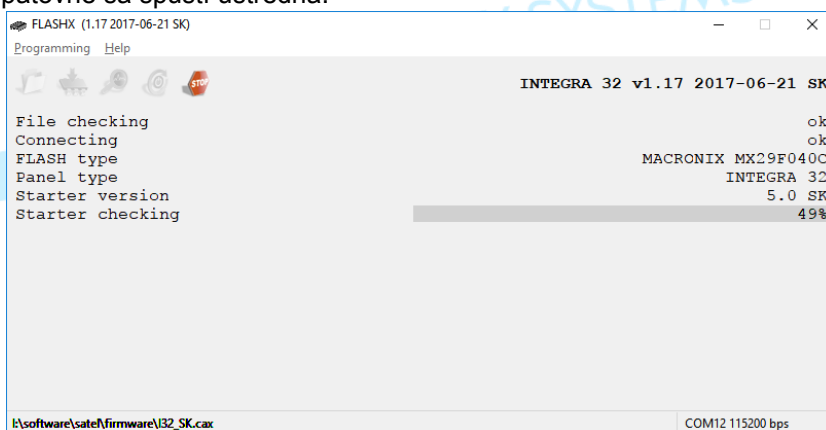 FLASHX (1.17 2017-06-21 SK)
Programming Help
STOP
INTEGRA 32 v1.17 2017-06-21 SK
File checking ok
Connecting ok
FLASH type MACRONIX MX29F040C
Panel type INTEGRA 32
Starter version 5.0 SK
Starter checking 49%
I:\software\satel\firmware\I32_SK.cax COM12 115200 bps